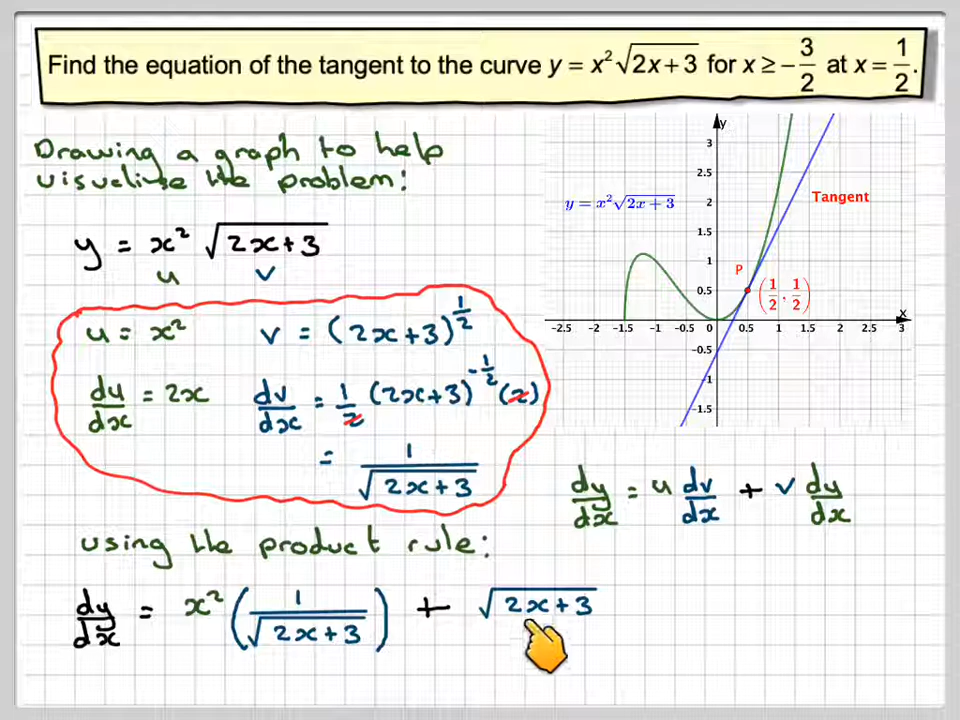 Find the equation of the tangent to the curve y = x²√(2x+3) for x ≥ -3/2 at x = 1/2.
Drawing a graph to help
visualise the problem:
y = x² √(2x+3)
u v
u = x² v = (2x+3)^(1/2)
du/dx = 2x dv/dx = 1/2 (2x+3)^(-1/2) (2)
= 1/√(2x+3)
y
3
2.5
2
1.5
1
0.5
-0.5
-1
-1.5
y = x²√(2x+3)
Tangent
P
(1/2, 1/2)
x
-2.5 -2 -1.5 -1 -0.5 0 0.5 1 1.5 2 2.5 3
dy/dx = u dv/dx + v dy/dx
using the product rule:
dy/dx = x² (1/√(2x+3)) + √(2x+3)